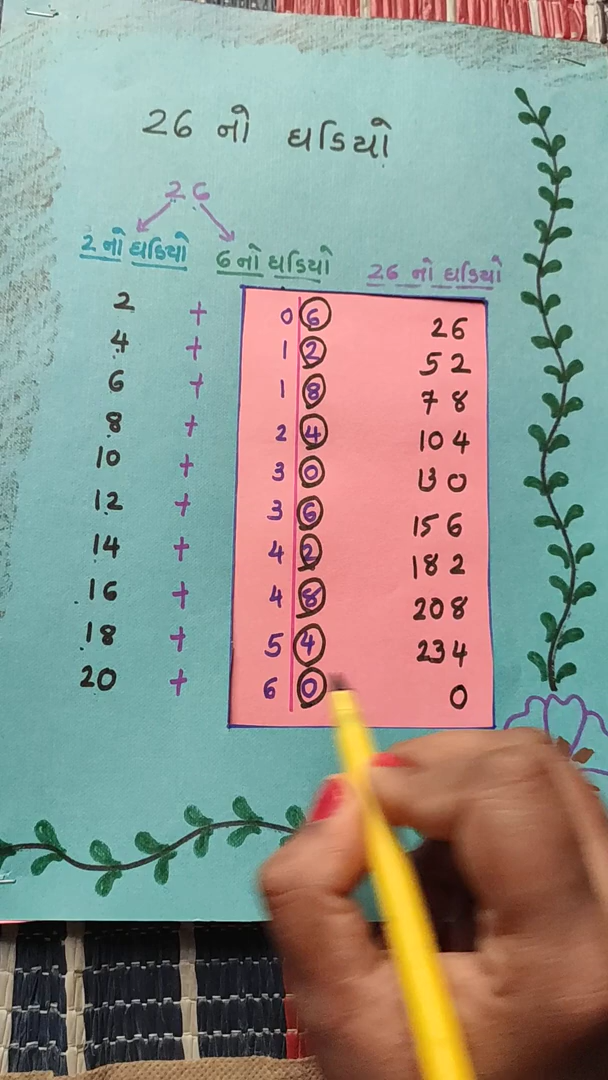 26 નો ઘડિયો
26
2 નો ઘડિયો 6 નો ઘડિયો 26 નો ઘડિયો
2 + 0 6 26
4 + 1 2 52
6 + 1 8 78
8 + 2 4 104
10 + 3 0 130
12 + 3 6 156
14 + 4 2 182
16 + 4 8 208
18 + 5 4 234
20 + 6 0 0